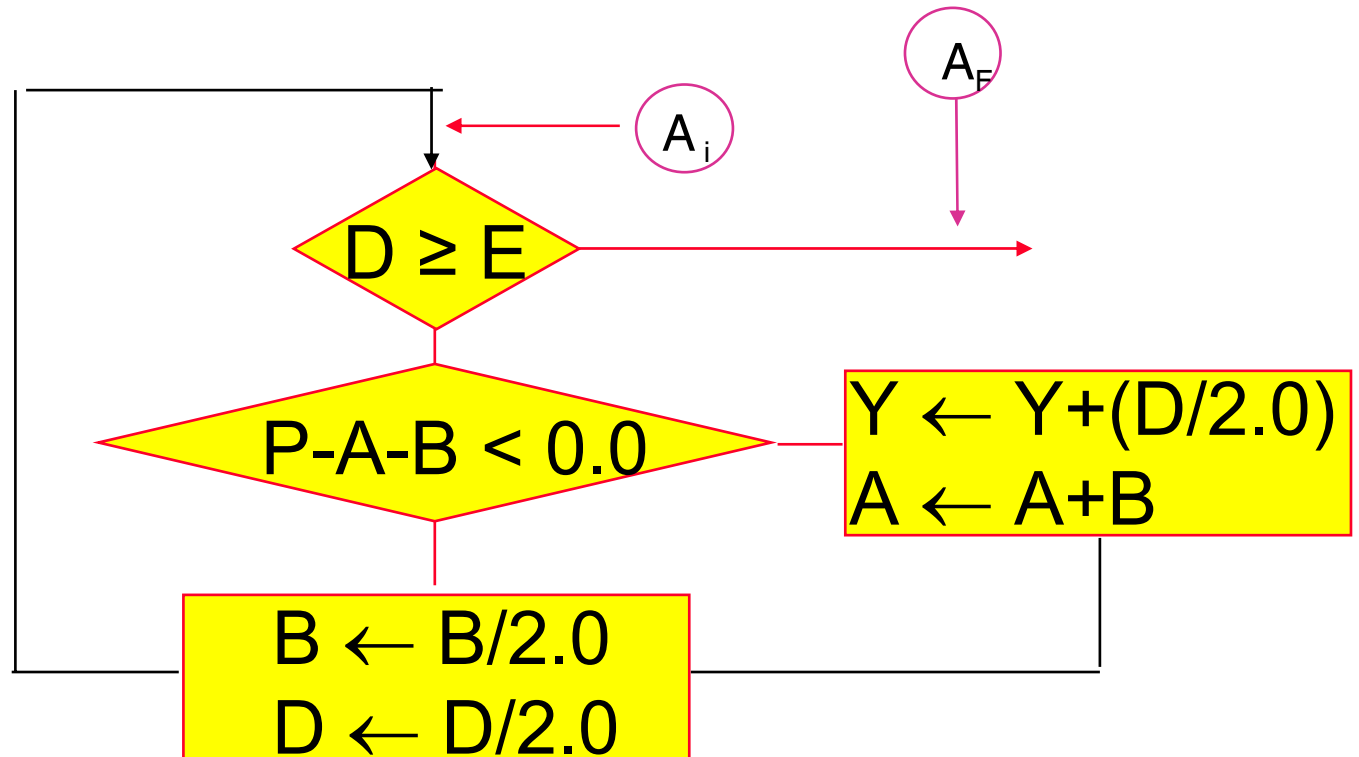 A_F
A_i
D ≥ E
P-A-B < 0.0
Y ← Y+(D/2.0)
A ← A+B
B ← B/2.0
D ← D/2.0